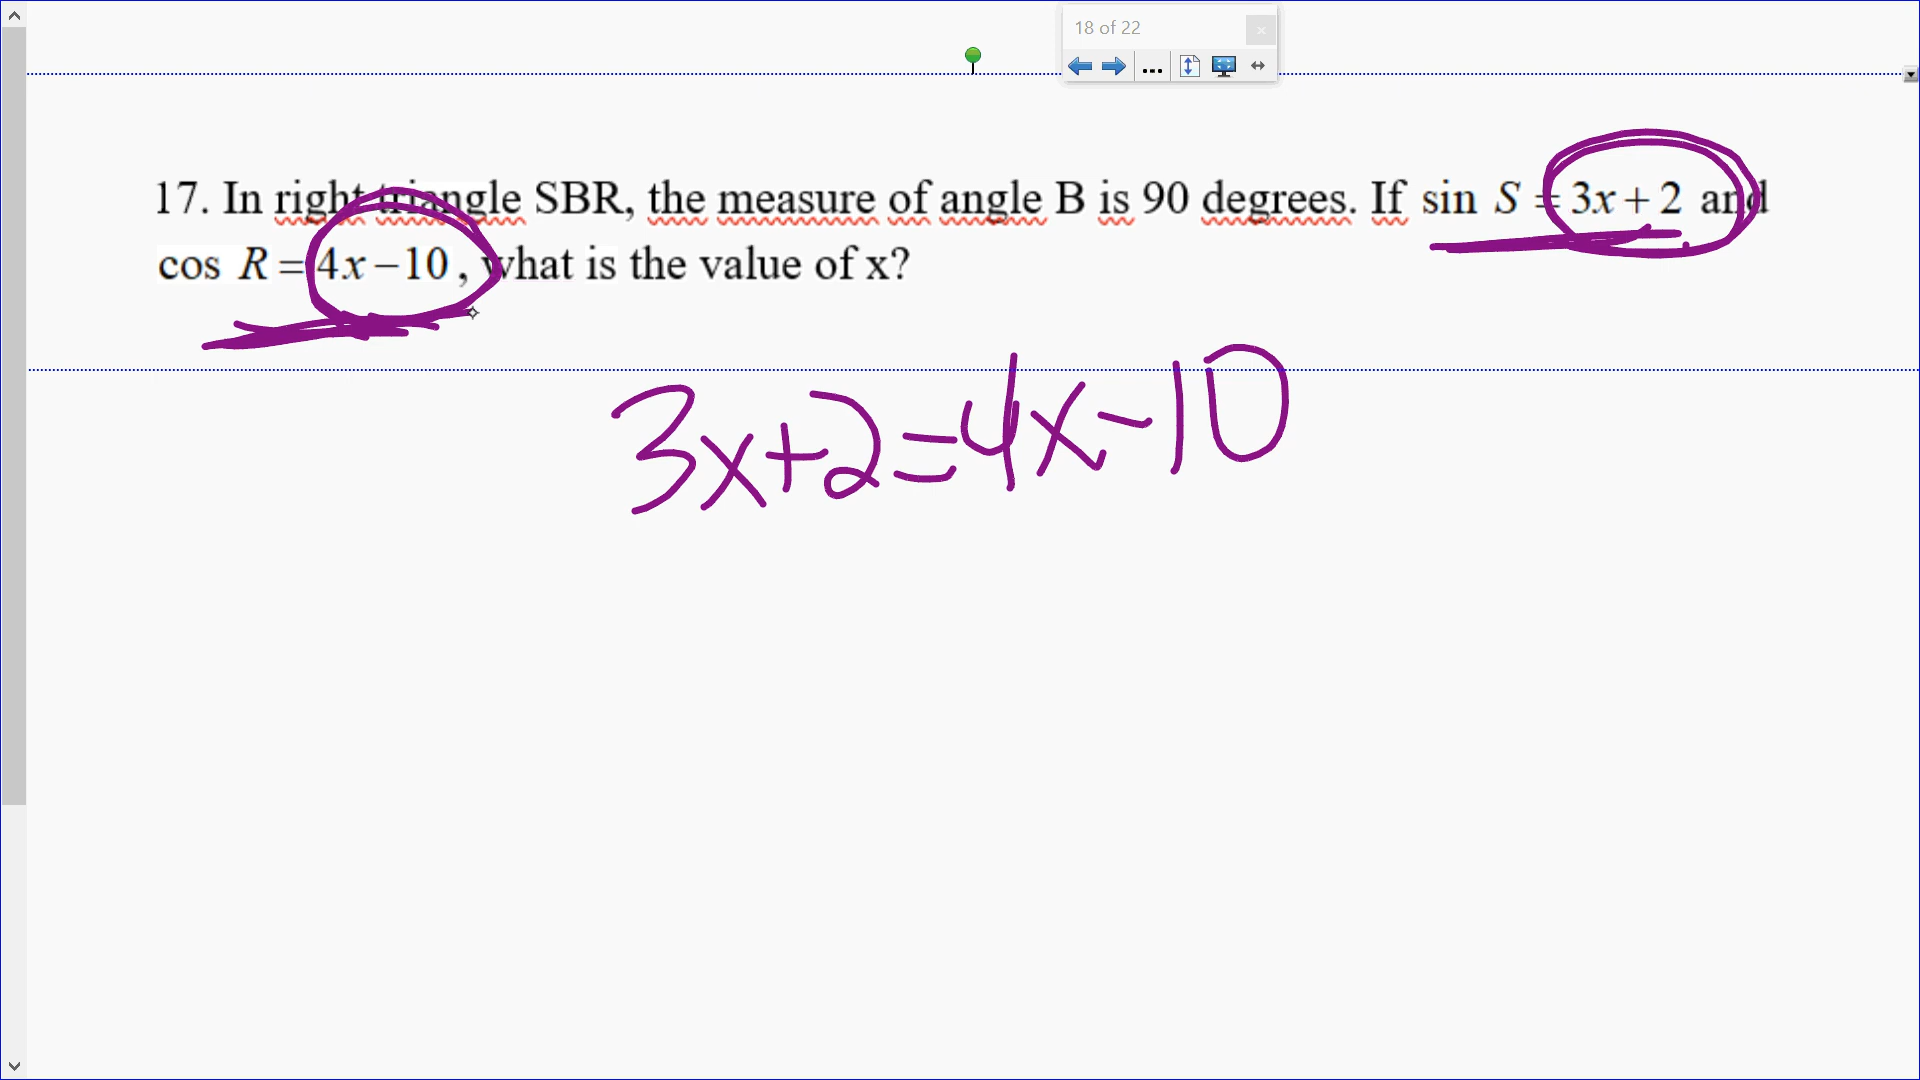 18 of 22
17. In right triangle SBR, the measure of angle B is 90 degrees. If sin S = 3x + 2 and
cos R = 4x − 10, what is the value of x?
3x+2=4x-10